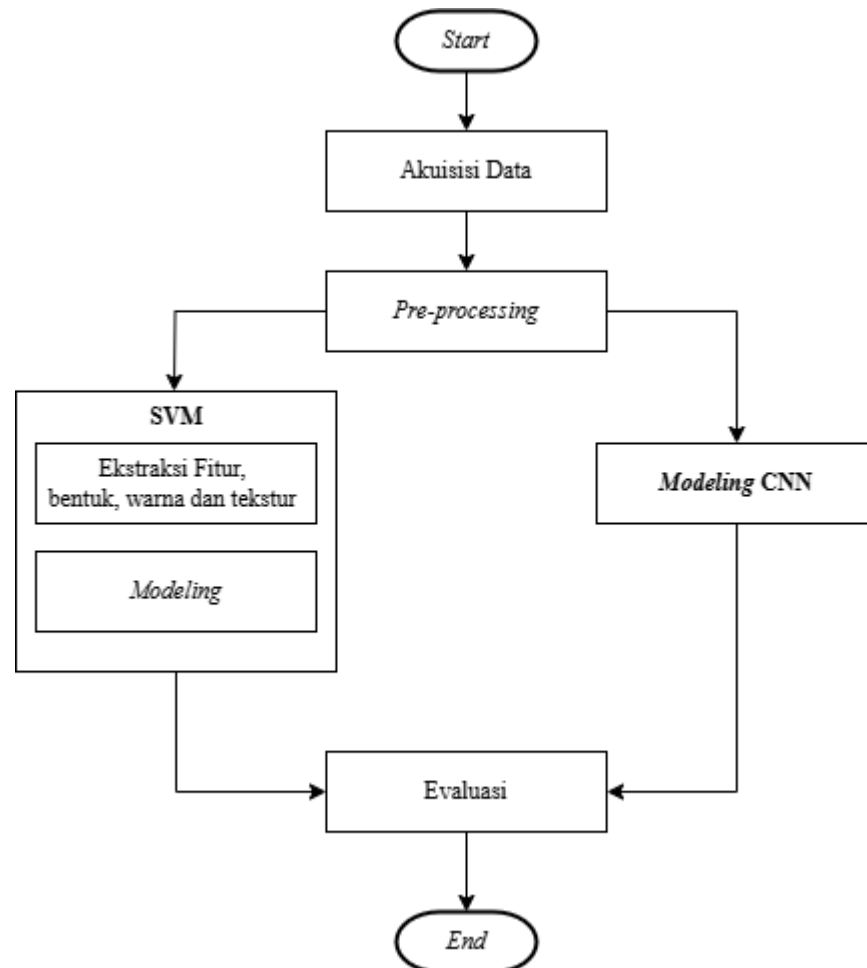 Start
Akuisisi Data
Pre-processing
SVM
Ekstraksi Fitur,
bentuk, warna dan tekstur
Modeling
Modeling CNN
Evaluasi
End